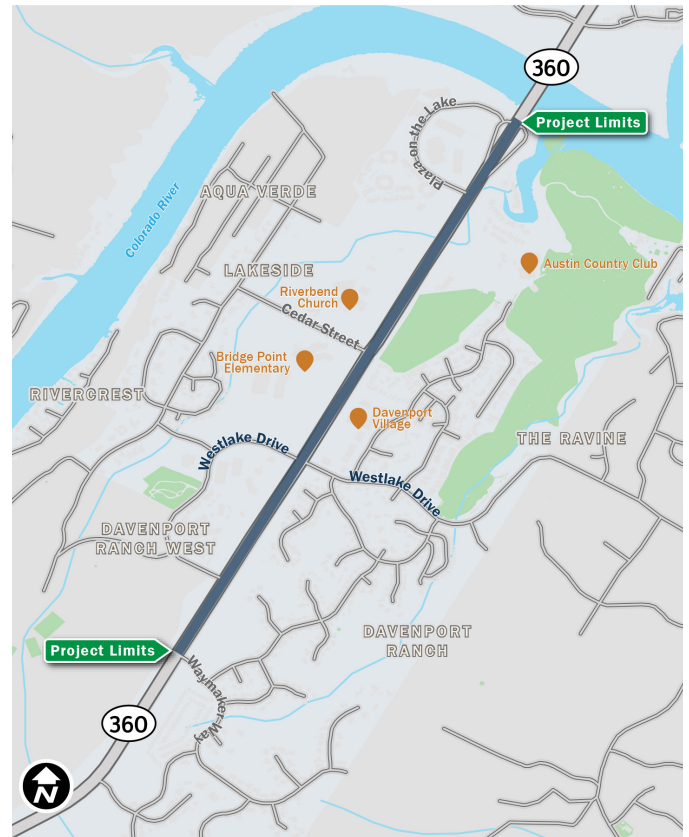 360
Project Limits
Plaza on the Lake
AQUA VERDE
Colorado River
LAKESIDE
Austin Country Club
Riverbend
Church
Cedar Street
Bridge Point
Elementary
RIVERCREST
Davenport
Village
THE RAVINE
Westlake Drive
Westlake Drive
DAVENPORT
RANCH WEST
DAVENPORT
RANCH
Project Limits
Waymaker Way
360
N